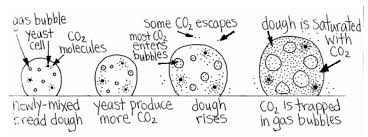 gas bubble
yeast cell
CO₂ molecules
some CO₂ escapes
most CO₂ enters bubbles
dough is saturated with CO₂
newly-mixed bread dough
yeast produce more CO₂
dough rises
CO₂ is trapped in gas bubbles